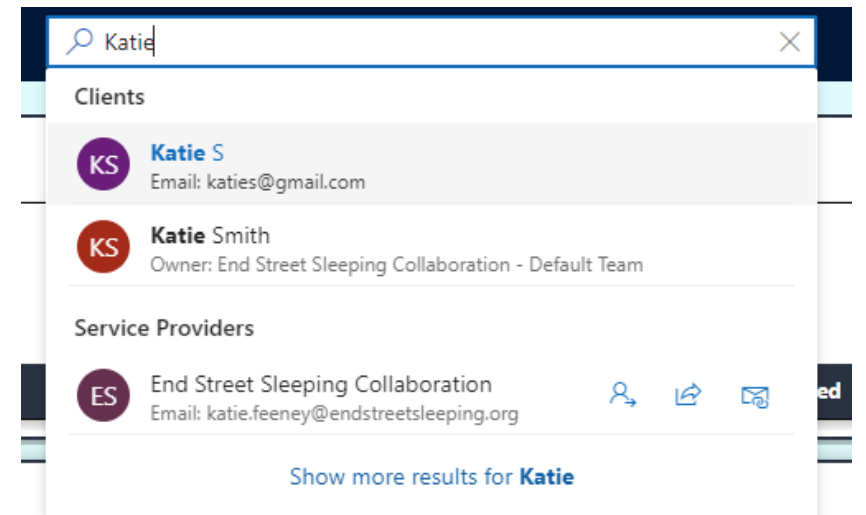 Katie
Clients
KS
Katie S
Email: katies@gmail.com
KS
Katie Smith
Owner: End Street Sleeping Collaboration - Default Team
Service Providers
ES
End Street Sleeping Collaboration
Email: katie.feeney@endstreetsleeping.org
ed
Show more results for Katie